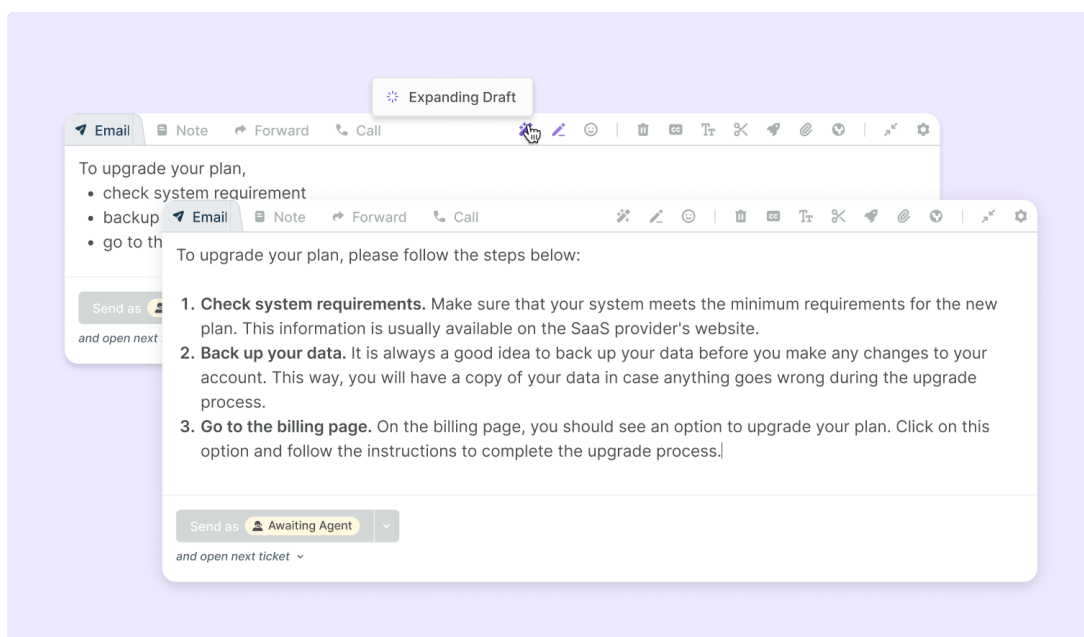 Expanding Draft
Email Note Forward Call
To upgrade your plan,
• check system requirement
• backup
• go to th
Send as
and open next
Email Note Forward Call
To upgrade your plan, please follow the steps below:
1. Check system requirements. Make sure that your system meets the minimum requirements for the new
plan. This information is usually available on the SaaS provider's website.
2. Back up your data. It is always a good idea to back up your data before you make any changes to your
account. This way, you will have a copy of your data in case anything goes wrong during the upgrade
process.
3. Go to the billing page. On the billing page, you should see an option to upgrade your plan. Click on this
option and follow the instructions to complete the upgrade process.
Send as Awaiting Agent
and open next ticket